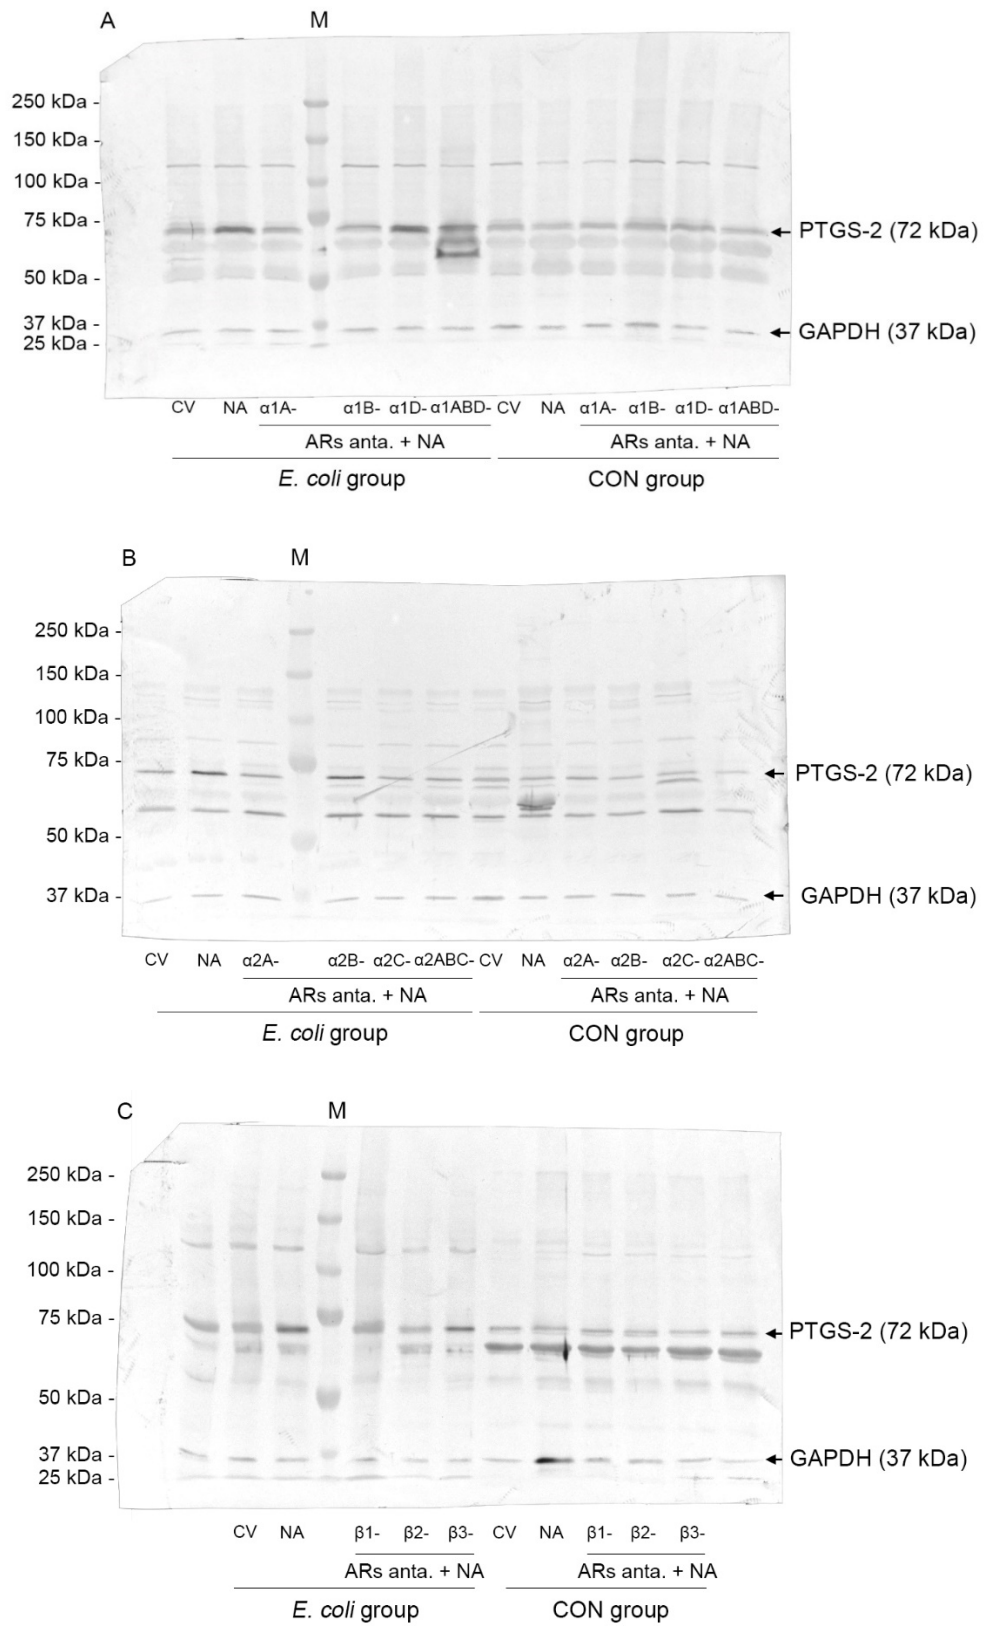 A M
250 kDa -
150 kDa -
100 kDa -
75 kDa -
PTGS-2 (72 kDa)
50 kDa -
37 kDa -
GAPDH (37 kDa)
25 kDa -
CV NA α1A- α1B- α1D- α1ABD- CV NA α1A- α1B- α1D- α1ABD-
ARs anta. + NA ARs anta. + NA
E. coli group CON group
B M
250 kDa -
150 kDa -
100 kDa -
75 kDa -
PTGS-2 (72 kDa)
50 kDa -
37 kDa -
GAPDH (37 kDa)
CV NA α2A- α2B- α2C- α2ABC- CV NA α2A- α2B- α2C- α2ABC-
ARs anta. + NA ARs anta. + NA
E. coli group CON group
C M
250 kDa -
150 kDa -
100 kDa -
75 kDa -
PTGS-2 (72 kDa)
50 kDa -
37 kDa -
GAPDH (37 kDa)
25 kDa -
CV NA β1- β2- β3- CV NA β1- β2- β3-
ARs anta. + NA ARs anta. + NA
E. coli group CON group